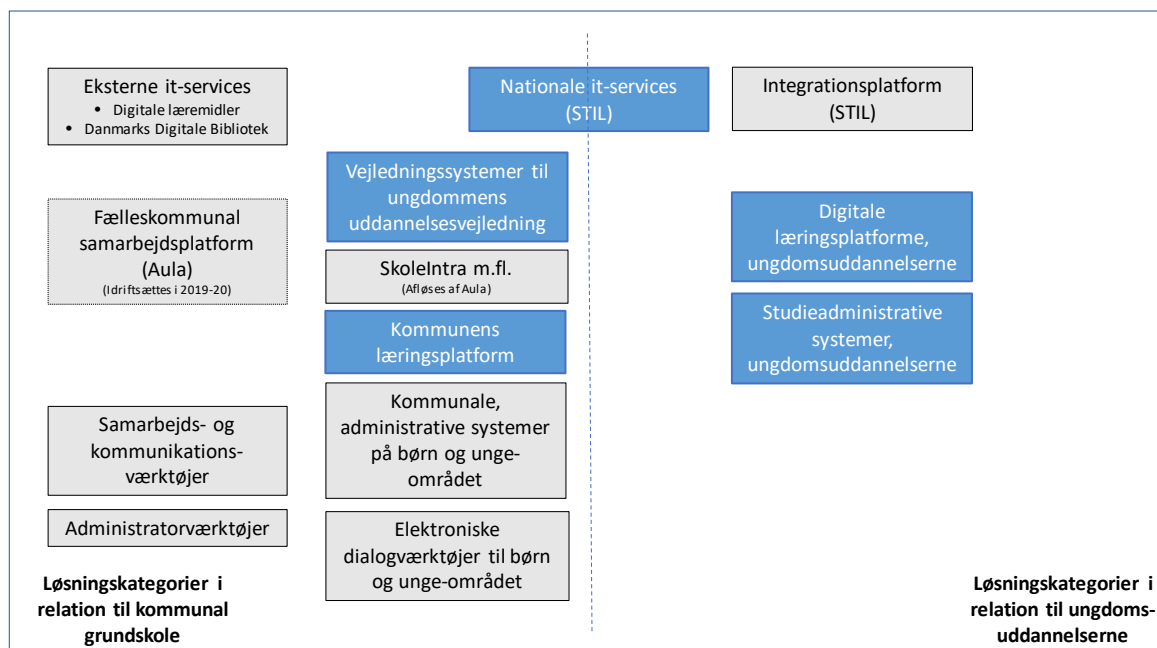 Eksterne it-services
• Digitale læremidler
• Danmarks Digitale Bibliotek
Nationale it-services
(STIL)
Integrationsplatform
(STIL)
Vejledningssystemer til
ungdommens
uddannelsesvejledning
Fælleskommunal
samarbejdsplatform
(Aula)
(Idriftsættes i 2019-20)
Digitale
læringsplatforme,
ungdomsuddannelserne
SkoleIntra m.fl.
(Afløses af Aula)
Studieadministrative
systemer,
ungdomsuddannelserne
Kommunens
læringsplatform
Samarbejds- og
kommunikations-
værktøjer
Kommunale,
administrative systemer
på børn og unge-
området
Administratorværktøjer
Elektroniske
dialogværktøjer til børn
og unge-området
Løsningskategorier i
relation til kommunal
grundskole
Løsningskategorier i
relation til ungdoms-
uddannelserne